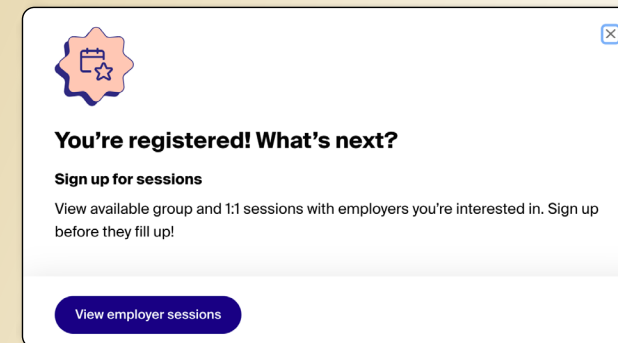 You’re registered! What’s next?
Sign up for sessions
View available group and 1:1 sessions with employers you’re interested in. Sign up
before they fill up!
View employer sessions